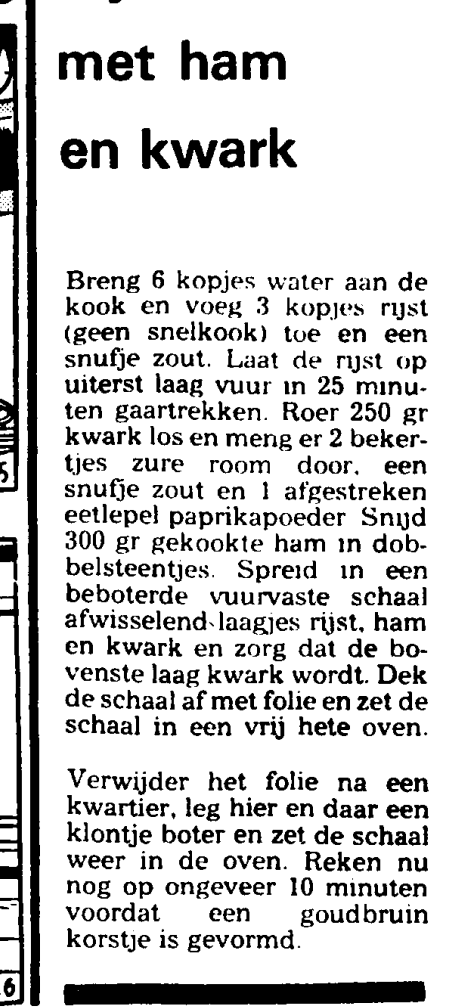 met ham
en kwark
Breng 6 kopjes water aan de
kook en voeg 3 kopjes rijst
(geen snelkook) toe en een
snufje zout. Laat de rijst op
uiterst laag vuur in 25 minu-
ten gaartrekken. Roer 250 gr
kwark los en meng er 2 beker-
tjes zure room door, een
snufje zout en 1 afgestreken
eetlepel paprikapoeder Snijd
300 gr gekookte ham in dob-
belsteentjes. Spreid in een
beboterde vuurvaste schaal
afwisselend laagjes rijst, ham
en kwark en zorg dat de bo-
venste laag kwark wordt. Dek
de schaal af met folie en zet de
schaal in een vrij hete oven.
Verwijder het folie na een
kwartier, leg hier en daar een
klontje boter en zet de schaal
weer in de oven. Reken nu
nog op ongeveer 10 minuten
voordat een goudbruin
korstje is gevormd.
5
6